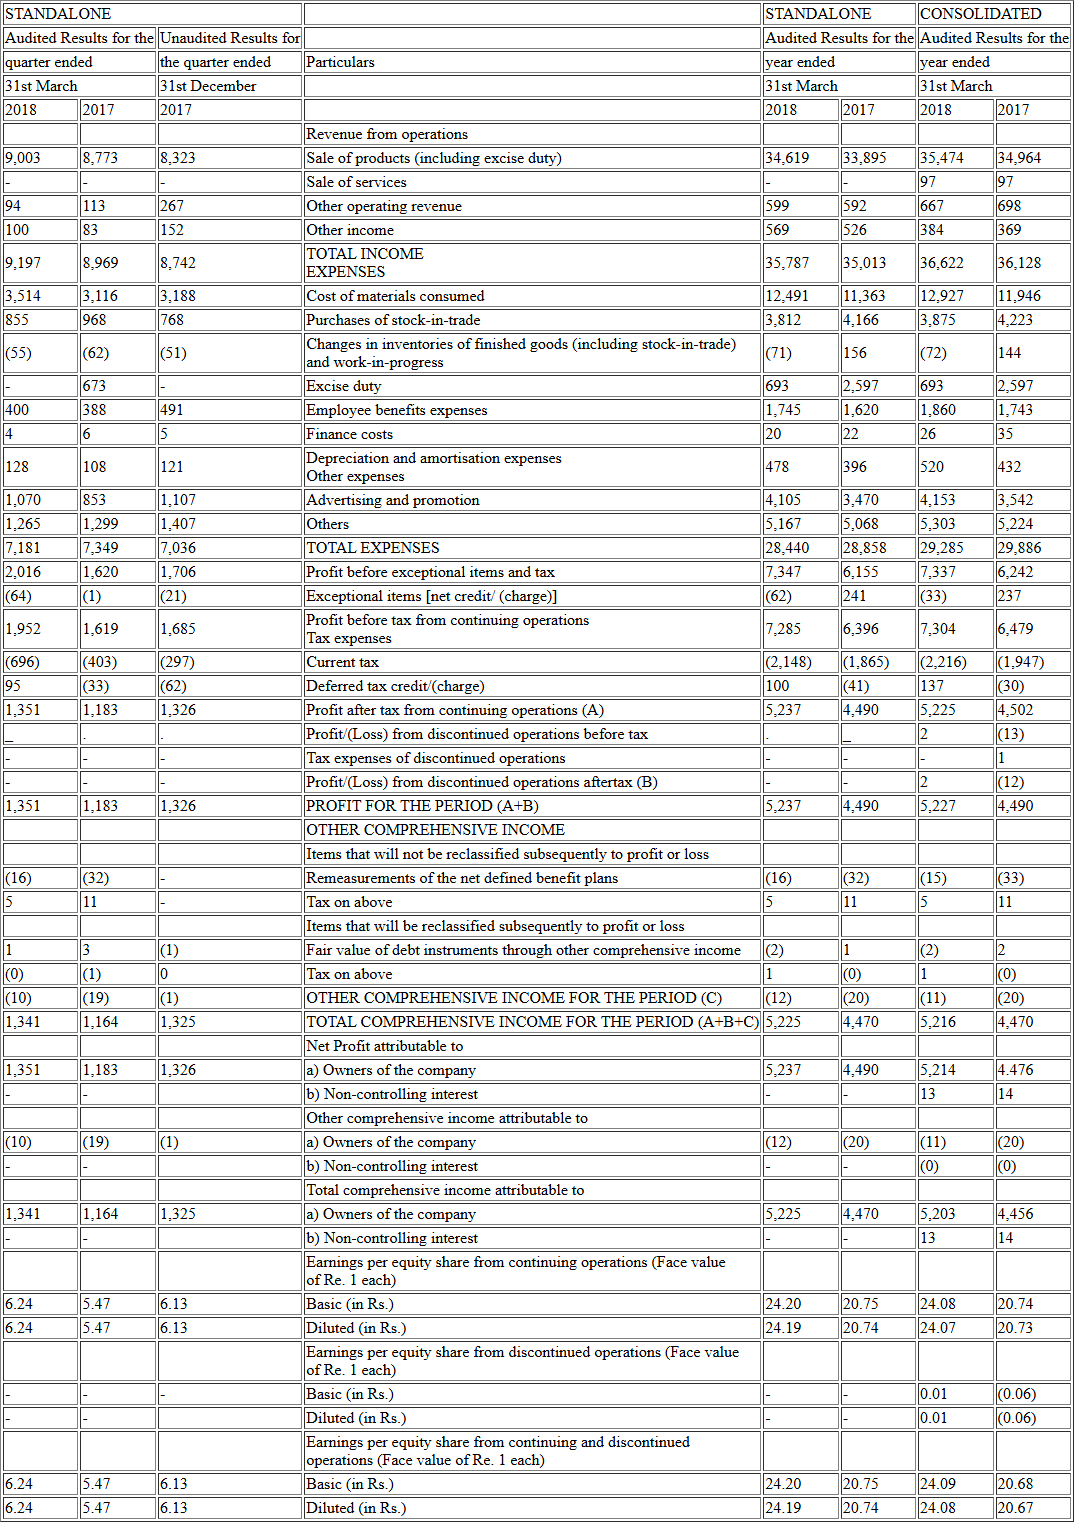 STANDALONE STANDALONE CONSOLIDATED
Audited Results for the Unaudited Results for Audited Results for the Audited Results for the
quarter ended the quarter ended Particulars year ended year ended
31st March 31st December 31st March 31st March
2018 2017 2017 2018 2017 2018 2017
Revenue from operations
9,003 8,773 8,323 Sale of products (including excise duty) 34,619 33,895 35,474 34,964
- - - Sale of services - - 97 97
94 113 267 Other operating revenue 599 592 667 698
100 83 152 Other income 569 526 384 369
9,197 8,969 8,742 TOTAL INCOME 35,787 35,013 36,622 36,128
EXPENSES
3,514 3,116 3,188 Cost of materials consumed 12,491 11,363 12,927 11,946
855 968 768 Purchases of stock-in-trade 3,812 4,166 3,875 4,223
(55) (62) (51) Changes in inventories of finished goods (including stock-in-trade) (71) 156 (72) 144
and work-in-progress
- 673 - Excise duty 693 2,597 693 2,597
400 388 491 Employee benefits expenses 1,745 1,620 1,860 1,743
4 6 5 Finance costs 20 22 26 35
128 108 121 Depreciation and amortisation expenses 478 396 520 432
Other expenses
1,070 853 1,107 Advertising and promotion 4,105 3,470 4,153 3,542
1,265 1,299 1,407 Others 5,167 5,068 5,303 5,224
7,181 7,349 7,036 TOTAL EXPENSES 28,440 28,858 29,285 29,886
2,016 1,620 1,706 Profit before exceptional items and tax 7,347 6,155 7,337 6,242
(64) (1) (21) Exceptional items [net credit/ (charge)] (62) 241 (33) 237
1,952 1,619 1,685 Profit before tax from continuing operations 7,285 6,396 7,304 6,479
Tax expenses
(696) (403) (297) Current tax (2,148) (1,865) (2,216) (1,947)
95 (33) (62) Deferred tax credit/(charge) 100 (41) 137 (30)
1,351 1,183 1,326 Profit after tax from continuing operations (A) 5,237 4,490 5,225 4,502
_ . . Profit/(Loss) from discontinued operations before tax . _ 2 (13)
- - - Tax expenses of discontinued operations - - - 1
- - - Profit/(Loss) from discontinued operations aftertax (B) - - 2 (12)
1,351 1,183 1,326 PROFIT FOR THE PERIOD (A+B) 5,237 4,490 5,227 4,490
OTHER COMPREHENSIVE INCOME
Items that will not be reclassified subsequently to profit or loss
(16) (32) - Remeasurements of the net defined benefit plans (16) (32) (15) (33)
5 11 - Tax on above 5 11 5 11
Items that will be reclassified subsequently to profit or loss
1 3 (1) Fair value of debt instruments through other comprehensive income (2) 1 (2) 2
(0) (1) 0 Tax on above 1 (0) 1 (0)
(10) (19) (1) OTHER COMPREHENSIVE INCOME FOR THE PERIOD (C) (12) (20) (11) (20)
1,341 1,164 1,325 TOTAL COMPREHENSIVE INCOME FOR THE PERIOD (A+B+C) 5,225 4,470 5,216 4,470
Net Profit attributable to
1,351 1,183 1,326 a) Owners of the company 5,237 4,490 5,214 4.476
- - b) Non-controlling interest - - 13 14
Other comprehensive income attributable to
(10) (19) (1) a) Owners of the company (12) (20) (11) (20)
- - b) Non-controlling interest - - (0) (0)
Total comprehensive income attributable to
1,341 1,164 1,325 a) Owners of the company 5,225 4,470 5,203 4,456
- - b) Non-controlling interest - - 13 14
Earnings per equity share from continuing operations (Face value
of Re. 1 each)
6.24 5.47 6.13 Basic (in Rs.) 24.20 20.75 24.08 20.74
6.24 5.47 6.13 Diluted (in Rs.) 24.19 20.74 24.07 20.73
Earnings per equity share from discontinued operations (Face value
of Re. 1 each)
- - - Basic (in Rs.) - - 0.01 (0.06)
- - Diluted (in Rs.) - - 0.01 (0.06)
Earnings per equity share from continuing and discontinued
operations (Face value of Re. 1 each)
6.24 5.47 6.13 Basic (in Rs.) 24.20 20.75 24.09 20.68
6.24 5.47 6.13 Diluted (in Rs.) 24.19 20.74 24.08 20.67